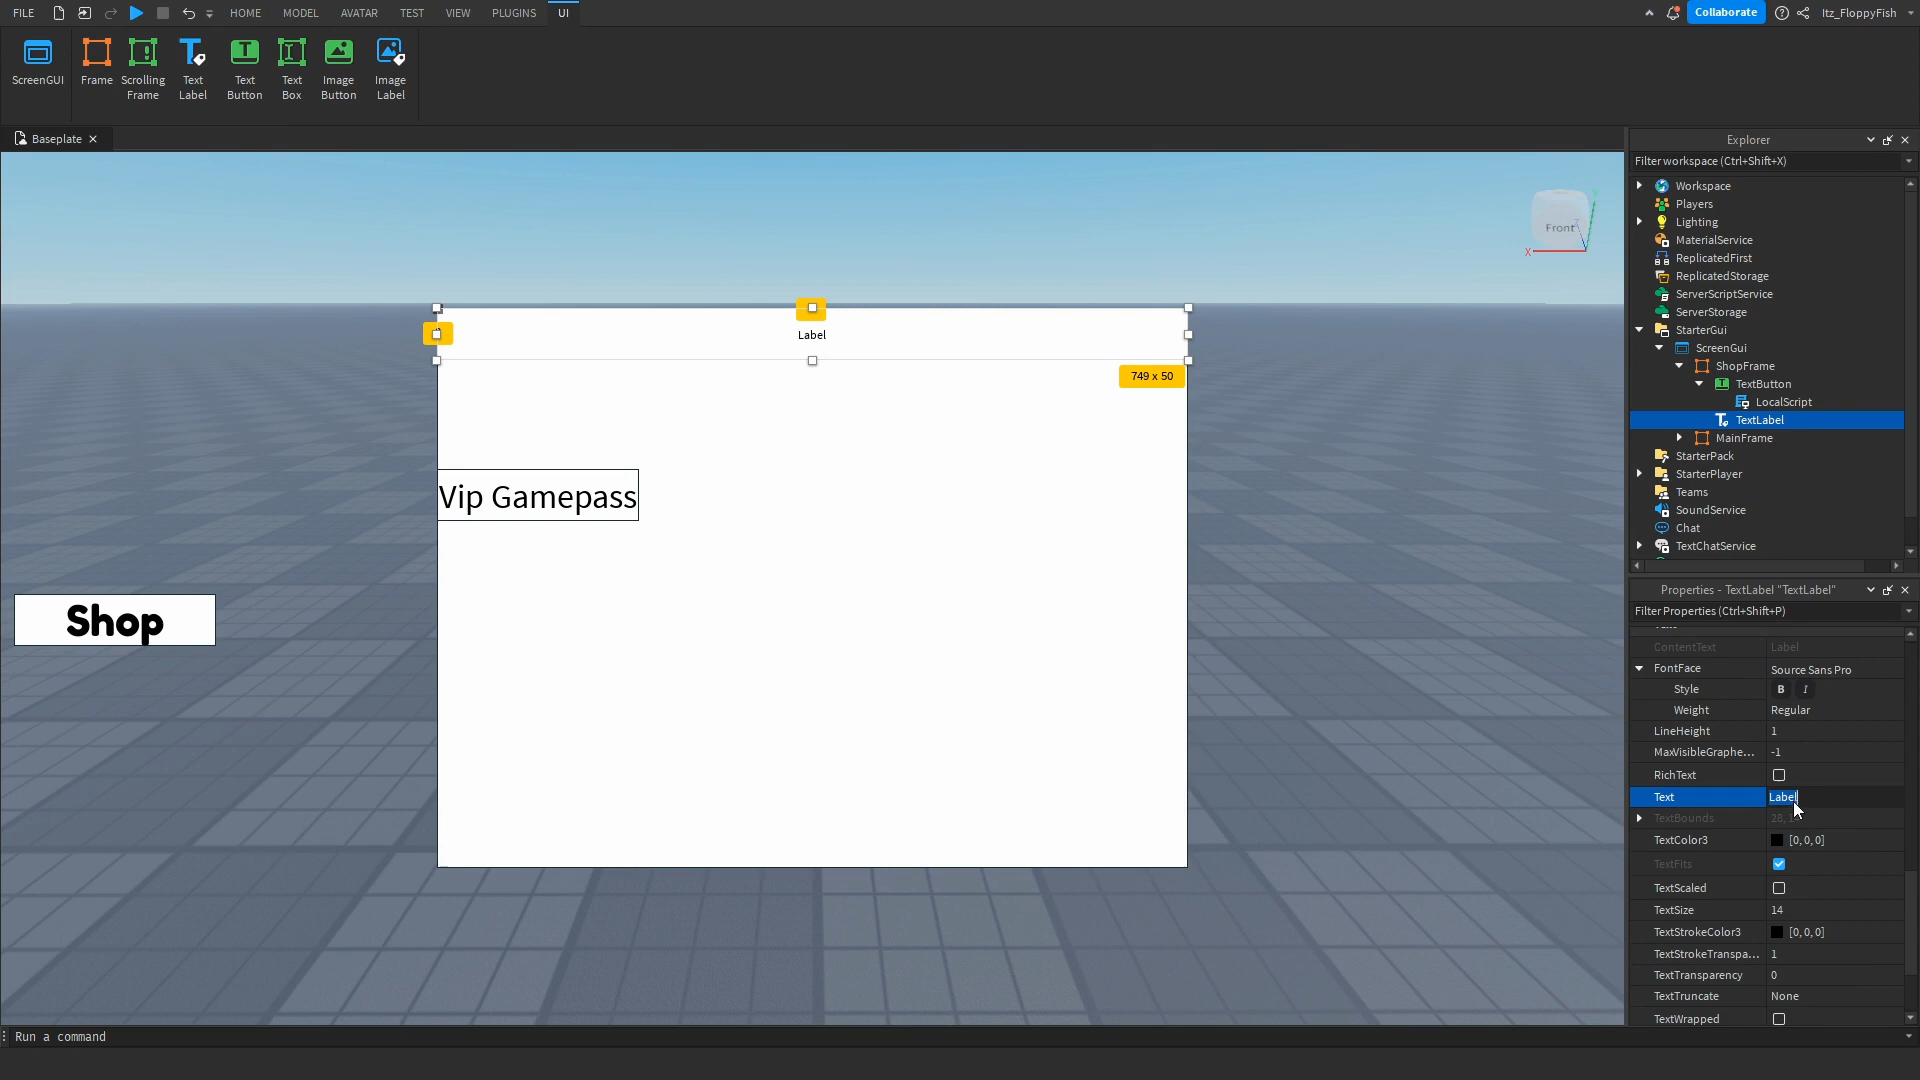 FILE HOME MODEL AVATAR TEST VIEW PLUGINS UI Collaborate Itz_FloppyFish
ScreenGUI Frame Scrolling Frame Text Label Text Button Text Box Image Button Image Label
Baseplate
Explorer
Filter workspace (Ctrl+Shift+X)
Workspace
Players
Lighting
MaterialService
ReplicatedFirst
ReplicatedStorage
ServerScriptService
ServerStorage
StarterGui
ScreenGui
ShopFrame
TextButton
LocalScript
TextLabel
MainFrame
StarterPack
StarterPlayer
Teams
SoundService
Chat
TextChatService
Front
X
Label
749 x 50
Vip Gamepass
Shop
Properties - TextLabel "TextLabel"
Filter Properties (Ctrl+Shift+P)
ContentText Label
FontFace Source Sans Pro
Style B I
Weight Regular
LineHeight 1
MaxVisibleGraphe... -1
RichText
Text Label
TextBounds 28,
TextColor3 [0, 0, 0]
TextFits
TextScaled
TextSize 14
TextStrokeColor3 [0, 0, 0]
TextStrokeTranspa... 1
TextTransparency 0
TextTruncate None
TextWrapped
Run a command